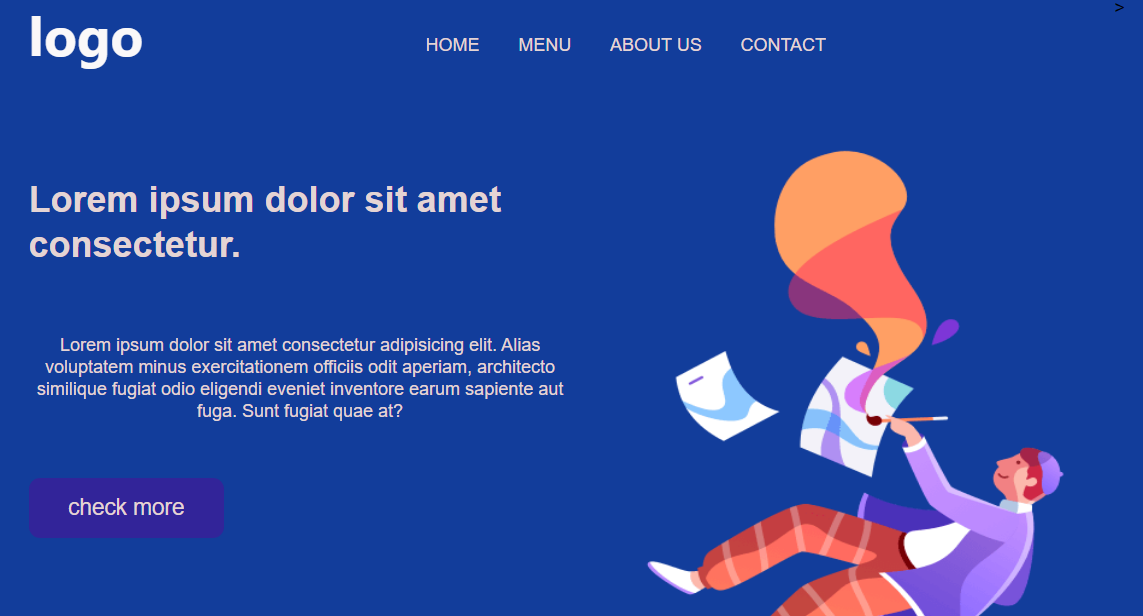 >
logo
HOME MENU ABOUT US CONTACT
Lorem ipsum dolor sit amet
consectetur.
Lorem ipsum dolor sit amet consectetur adipisicing elit. Alias
voluptatem minus exercitationem officiis odit aperiam, architecto
similique fugiat odio eligendi eveniet inventore earum sapiente aut
fuga. Sunt fugiat quae at?
check more